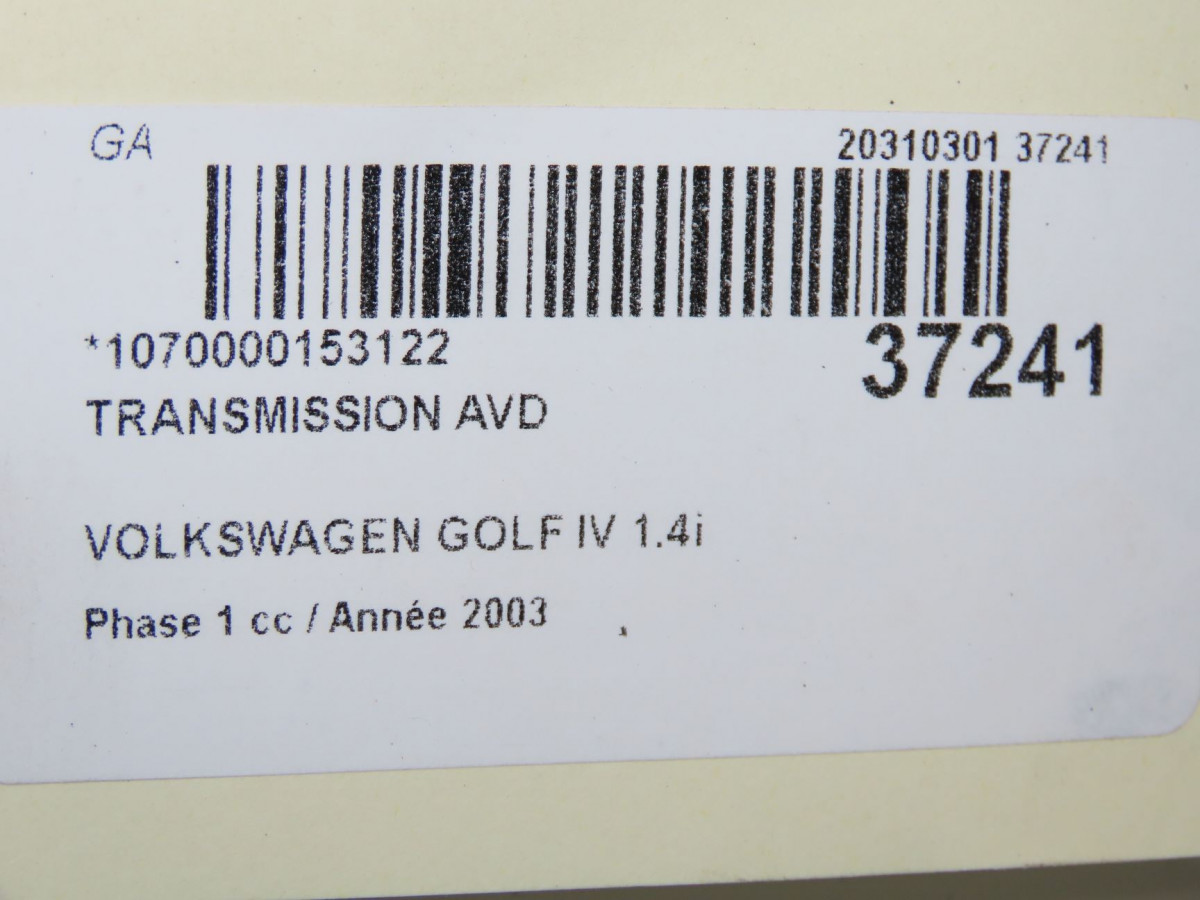 GA 20310301 37241
*1070000153122 37241
TRANSMISSION AVD
VOLKSWAGEN GOLF IV 1.4i
Phase 1 cc / Année 2003